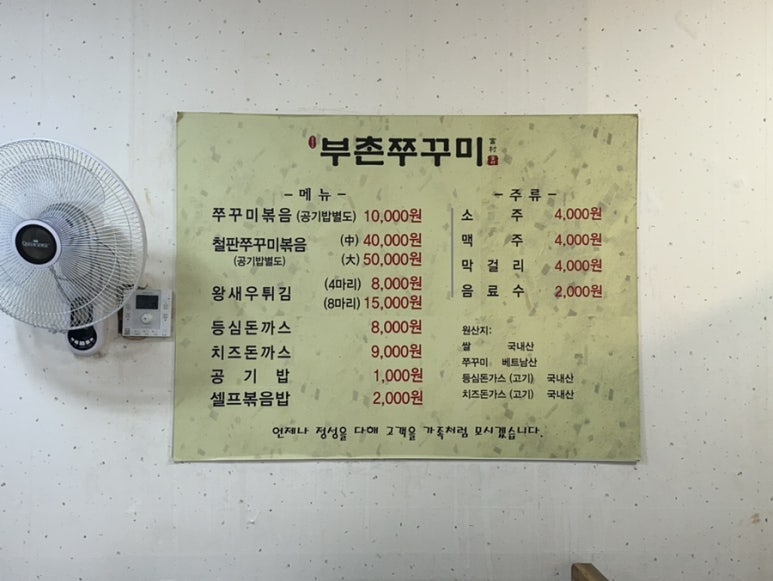 부촌쭈꾸미
- 메 뉴 -
쭈꾸미볶음 (공기밥별도) 10,000원
철판쭈꾸미볶음 (中) 40,000원
(공기밥별도) (大) 50,000원
왕새우튀김 (4마리) 8,000원
(8마리) 15,000원
등심돈까스 8,000원
치즈돈까스 9,000원
공 기 밥 1,000원
셀프볶음밥 2,000원
- 주 류 -
소 주 4,000원
맥 주 4,000원
막 걸 리 4,000원
음 료 수 2,000원
원산지:
쌀 국내산
쭈꾸미 베트남산
등심돈가스 (고기) 국내산
치즈돈가스 (고기) 국내산
언제나 정성을 다해 고객을 가족처럼 모시겠습니다.